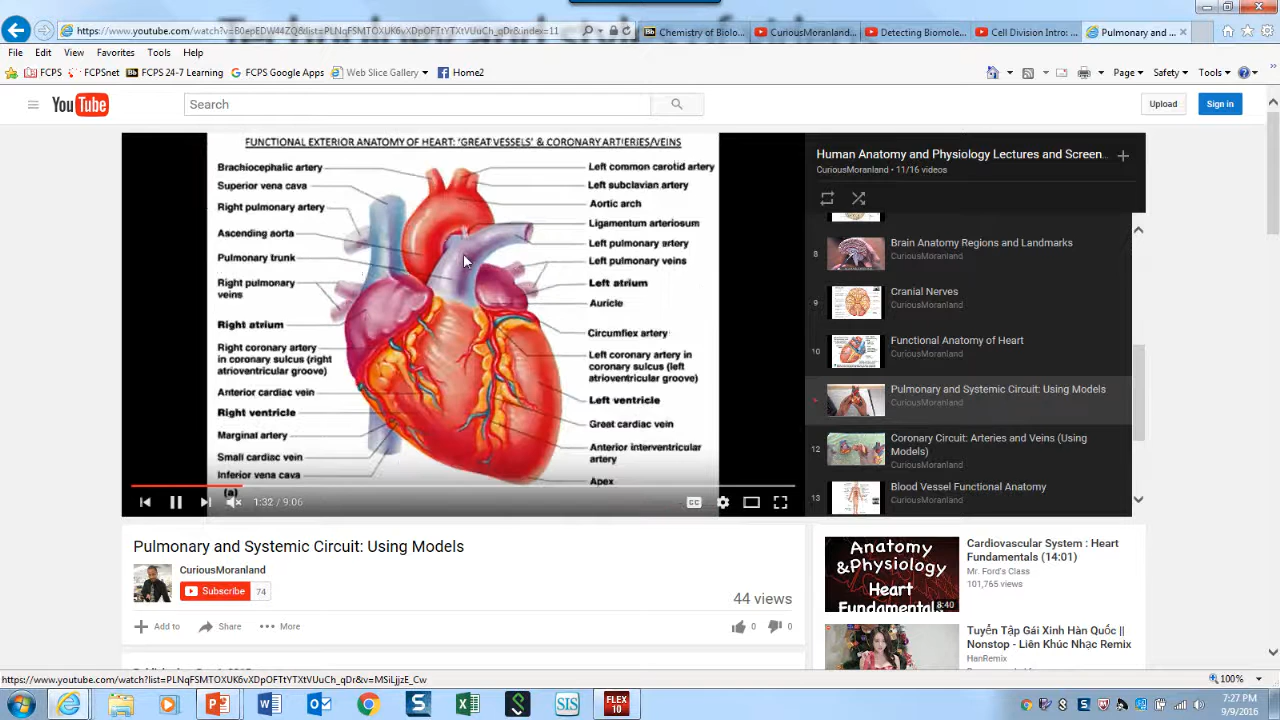 https://www.youtube.com/watch?v=B0epEDW44ZQ&list=PLNqFSMTOXUK6vXDpOFTtYTXtVUuCh_qDr&index=11
Chemistry of Biolo...
CuriousMoranland...
Detecting Biomole...
Cell Division Intro: ...
Pulmonary and ...
File Edit View Favorites Tools Help
FCPS FCPSnet FCPS 24-7 Learning FCPS Google Apps Web Slice Gallery Home2
Page Safety Tools
YouTube
Search
Upload
Sign in
FUNCTIONAL EXTERIOR ANATOMY OF HEART: 'GREAT VESSELS' & CORONARY ARTIERIES/VEINS
Brachiocephalic artery
Superior vena cava
Right pulmonary artery
Ascending aorta
Pulmonary trunk
Right pulmonary
veins
Right atrium
Right coronary artery
in coronary sulcus (right
atrioventricular groove)
Anterior cardiac vein
Right ventricle
Marginal artery
Small cardiac vein
Inferior vena cava
(a)
Left common carotid artery
Left subclavian artery
Aortic arch
Ligamentum arteriosum
Left pulmonary artery
Left pulmonary veins
Left atrium
Auricle
Circumflex artery
Left coronary artery in
coronary sulcus (left
atrioventricular groove)
Left ventricle
Great cardiac vein
Anterior interventricular
artery
Apex
1:32 / 9:06
CC
Human Anatomy and Physiology Lectures and Screen...
CuriousMoranland • 11/16 videos
8
Brain Anatomy Regions and Landmarks
CuriousMoranland
9
Cranial Nerves
CuriousMoranland
10
Functional Anatomy of Heart
CuriousMoranland
Pulmonary and Systemic Circuit: Using Models
CuriousMoranland
12
Coronary Circuit: Arteries and Veins (Using
Models)
CuriousMoranland
13
Blood Vessel Functional Anatomy
CuriousMoranland
Pulmonary and Systemic Circuit: Using Models
CuriousMoranland
Subscribe 74
44 views
Add to Share More
0 0
Anatomy
&Physiology
Heart
Fundamentals
8:40
Cardiovascular System : Heart
Fundamentals (14:01)
Mr. Ford's Class
101,765 views
Tuyển Tập Gái Xinh Hàn Quốc ||
Nonstop - Liên Khúc Nhạc Remix
HanRemix
https://www.youtube.com/watch?list=PLNqFSMTOXUK6vXDpOFTtYTXtVUuCh_qDr&v=MSiLjjzE_Cw
100%
SIS
FLEX
10
7:27 PM
9/9/2016